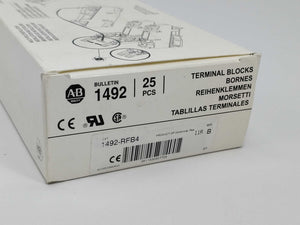 AB
BULLETIN
1492
25
PCS
TERMINAL BLOCKS
BORNES
REIHENKLEMMEN
MORSETTI
TABLILLAS TERMINALES
CE
1492-RFB4
B